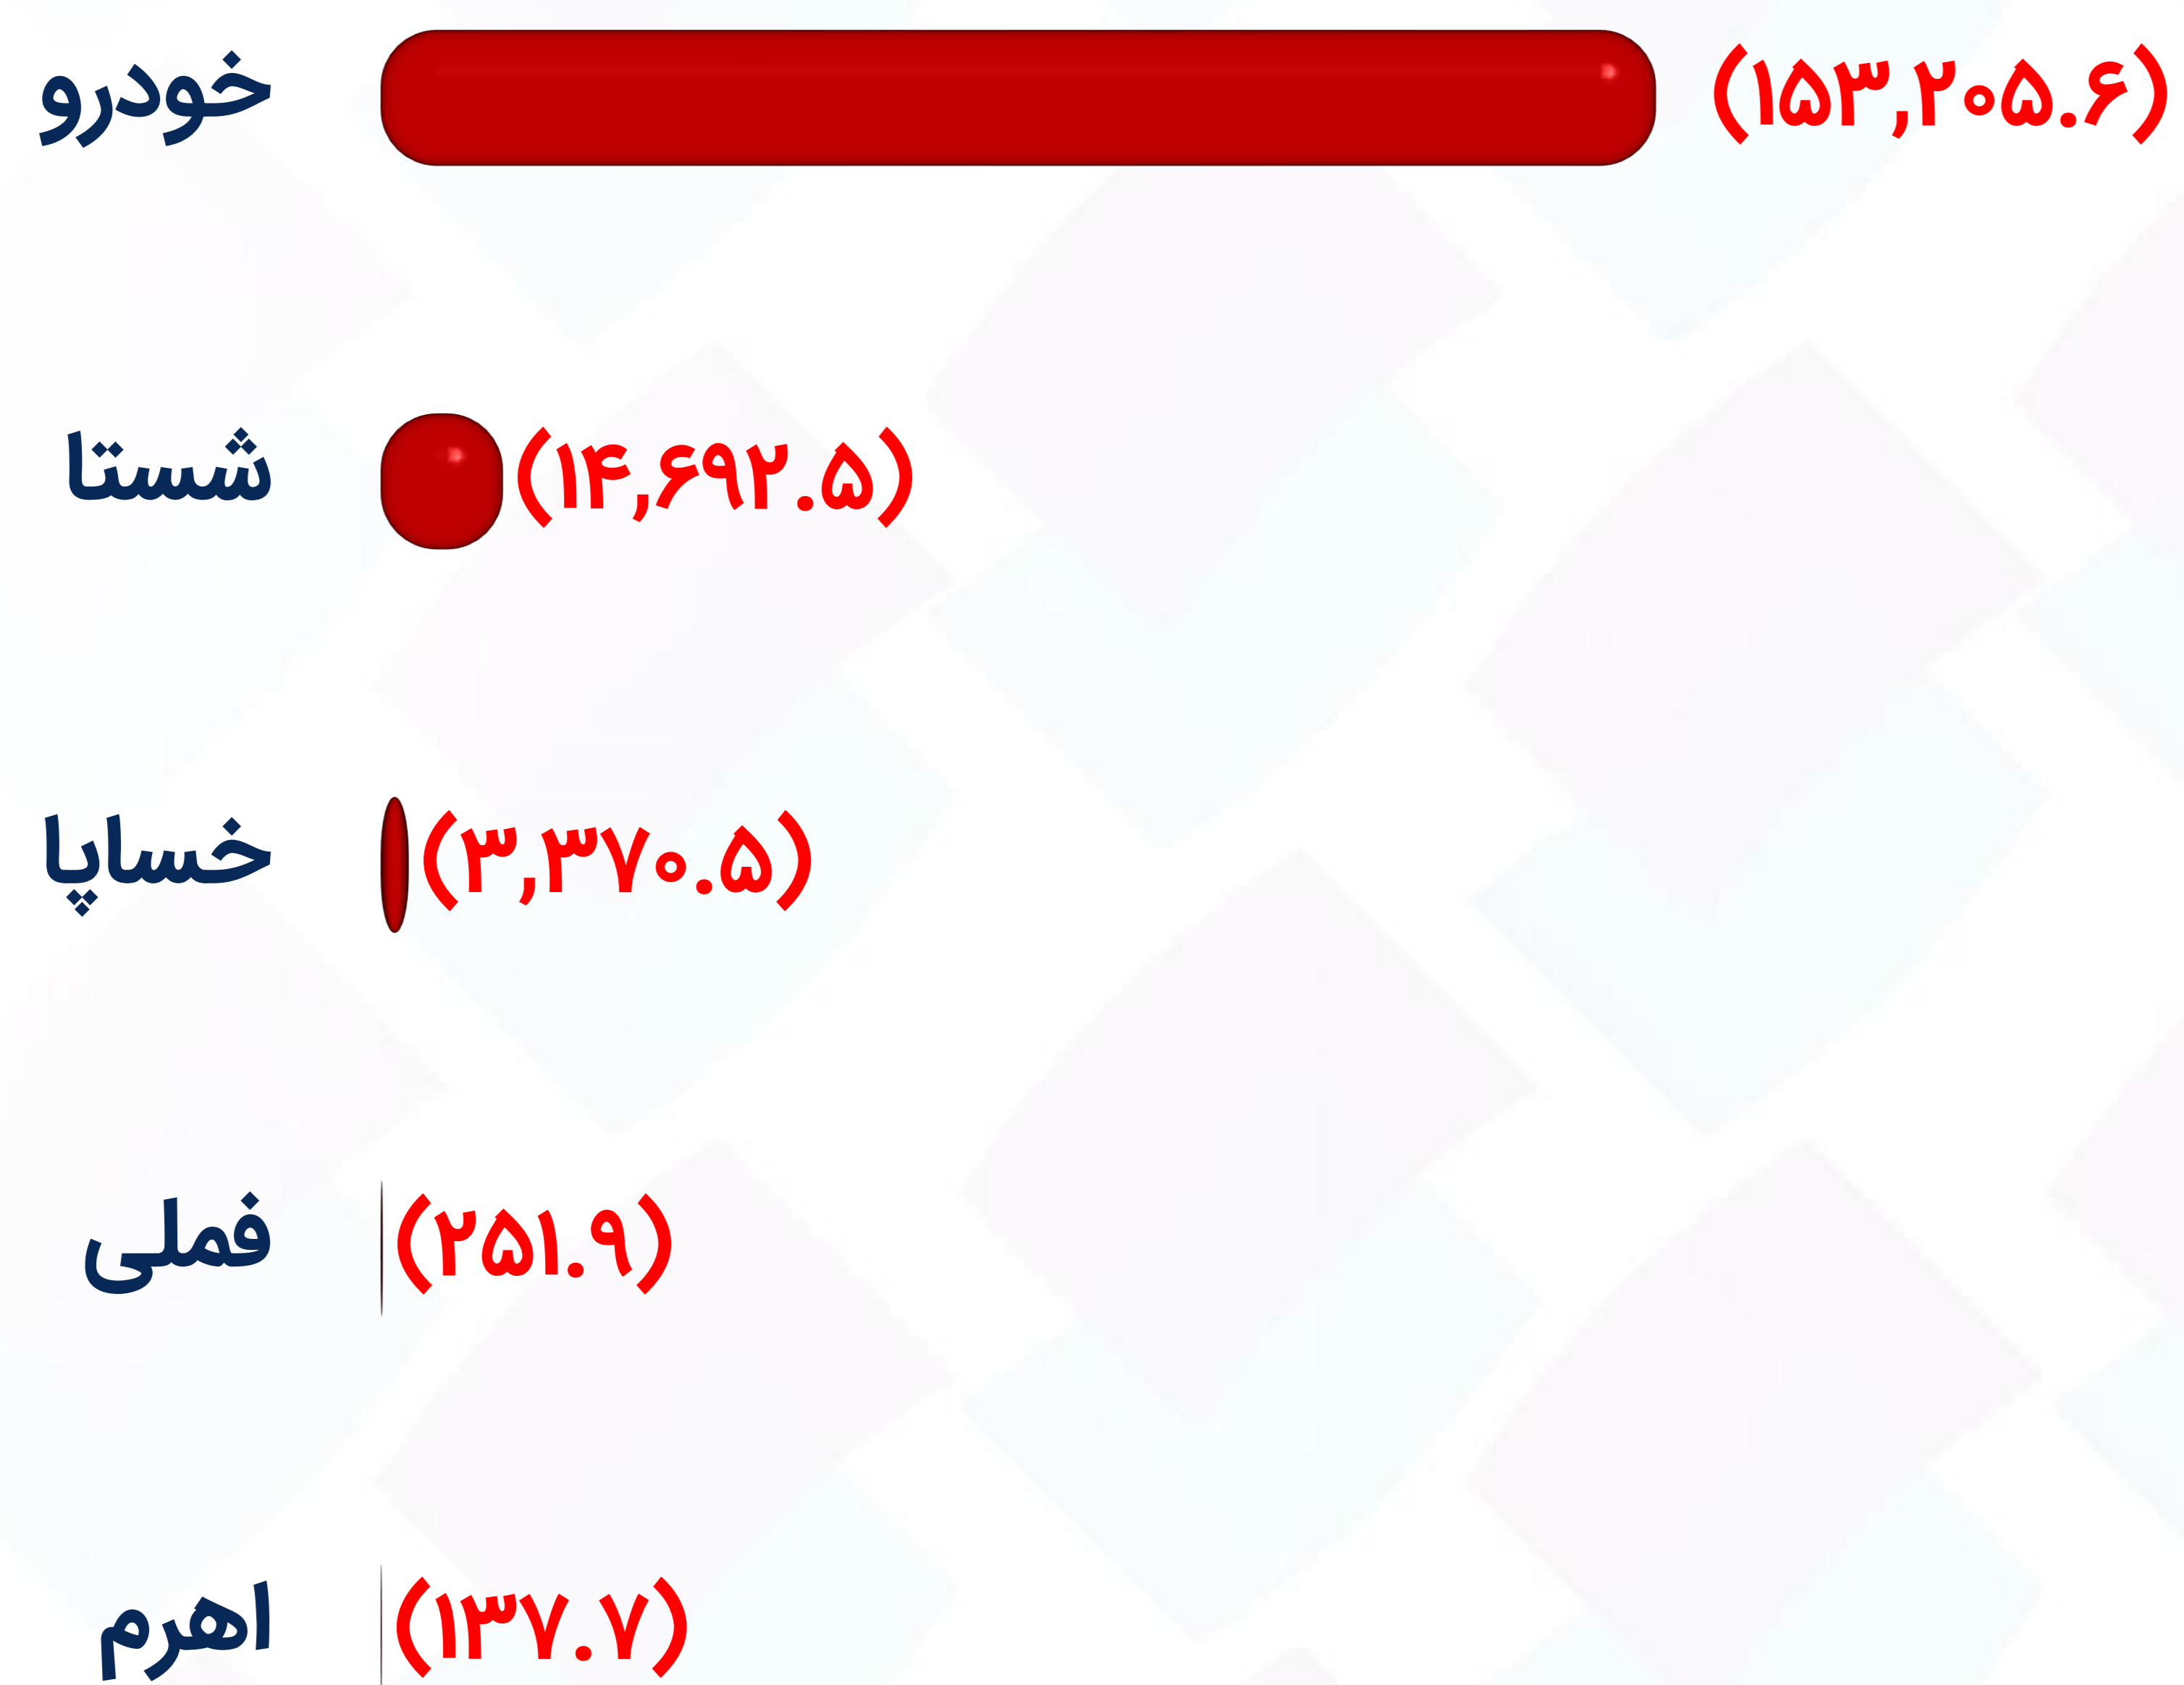 خودرو (۱۵۳,۲۰۵.۶)
شستا (۱۴,۶۹۲.۵)
خساپا (۳,۳۷۰.۵)
فملی (۲۵۱.۹)
اهرم (۱۳۷.۷)